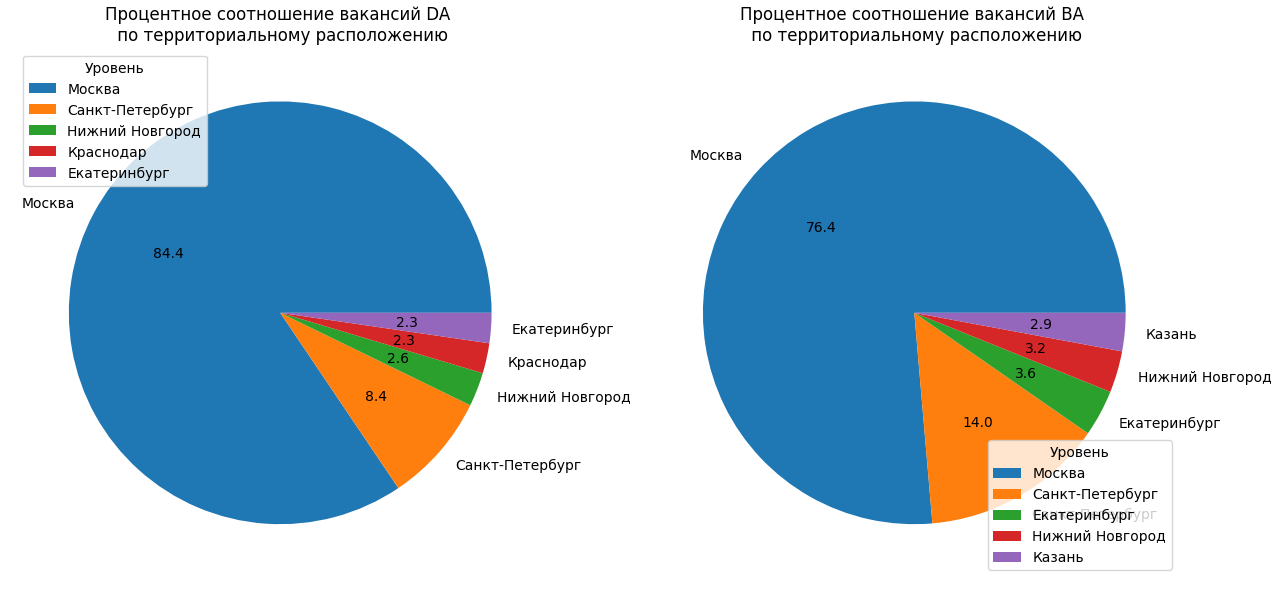 Процентное соотношение вакансий DA
по территориальному расположению
Уровень
Москва
Санкт-Петербург
Нижний Новгород
Краснодар
Екатеринбург
Москва
84.4
2.3
2.3
2.6
8.4
Екатеринбург
Краснодар
Нижний Новгород
Санкт-Петербург
Процентное соотношение вакансий BA
по территориальному расположению
Москва
76.4
2.9
3.2
3.6
14.0
Казань
Нижний Новгород
Екатеринбург
Санкт-Петербург
Уровень
Москва
Санкт-Петербург
Екатеринбург
Нижний Новгород
Казань